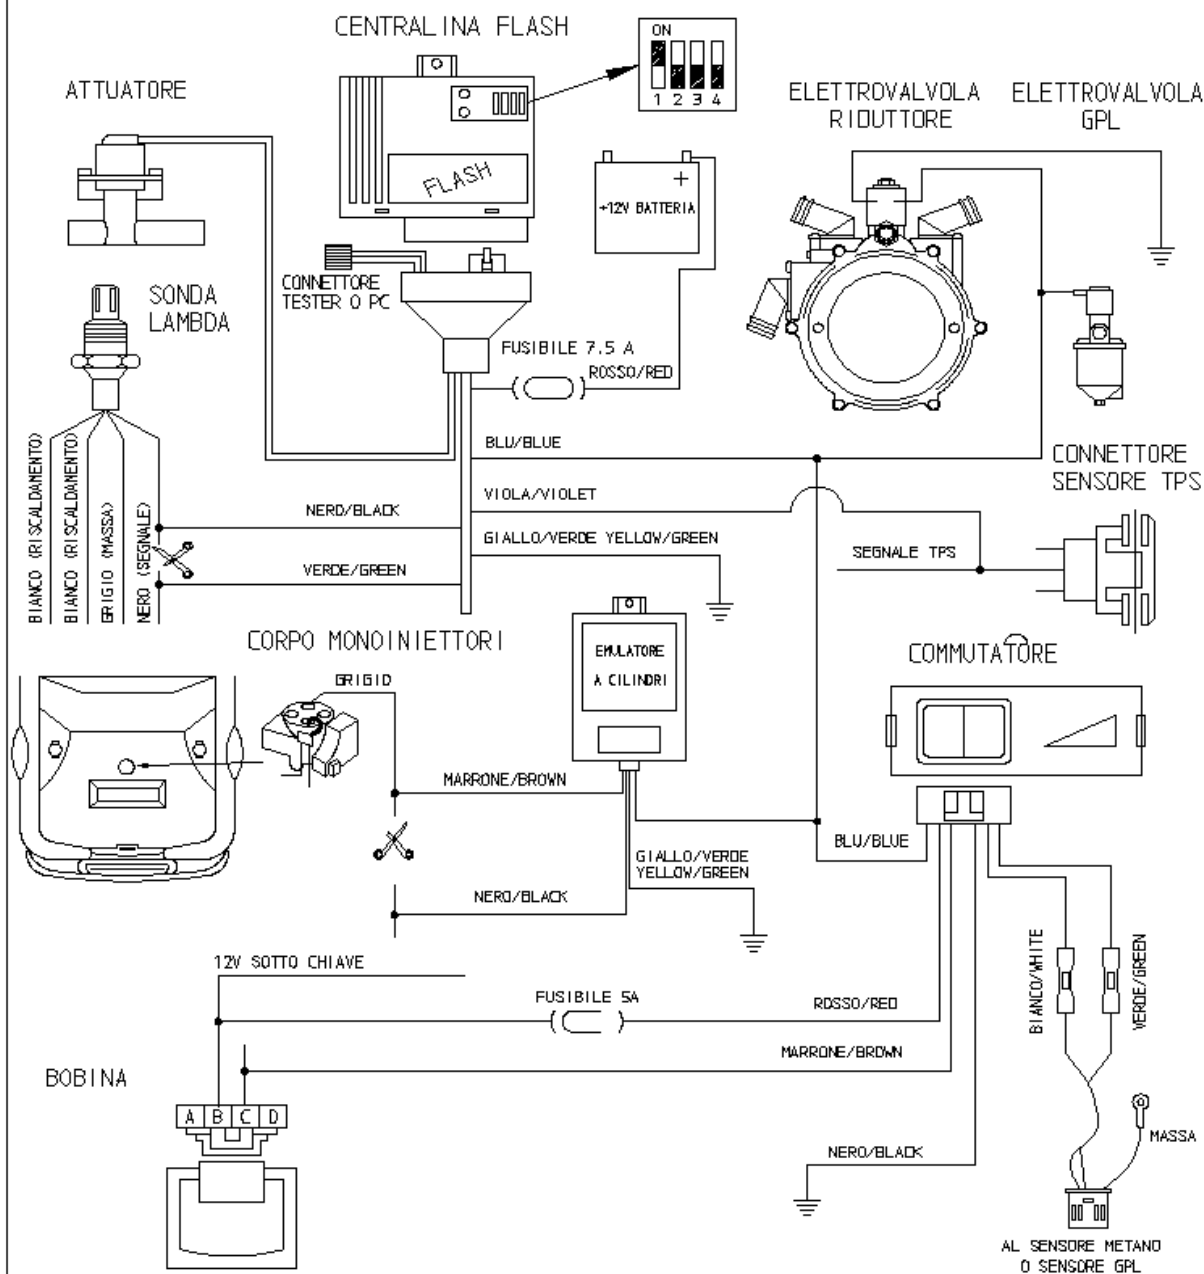 CENTRALINA FLASH
ON
1 2 3 4
ATTUATORE
ELETTROVALVOLA
RIDUTTORE
ELETTROVALVOLA
GPL
FLASH
+
+12V BATTERIA
CONNETTORE
TESTER O PC
SONDA
LAMBDA
FUSIBILE 7.5 A
ROSSO/RED
BLU/BLUE
CONNETTORE
SENSORE TPS
VIOLA/VIOLET
NERO/BLACK
GIALLO/VERDE YELLOW/GREEN
SEGNALE TPS
VERDE/GREEN
BIANCO (RISCALDAMENTO)
BIANCO (RISCALDAMENTO)
GRIGIO (MASSA)
NERO (SEGNALE)
CORPO MONOINIETTORI
EMULATORE
A CILINDRI
COMMUTATORE
GRIGIO
MARRONE/BROWN
BLU/BLUE
GIALLO/VERDE
YELLOW/GREEN
NERO/BLACK
12V SOTTO CHIAVE
FUSIBILE 5A
ROSSO/RED
BIANCO/WHITE
VERDE/GREEN
MARRONE/BROWN
BOBINA
A B C D
MASSA
NERO/BLACK
AL SENSORE METANO
O SENSORE GPL